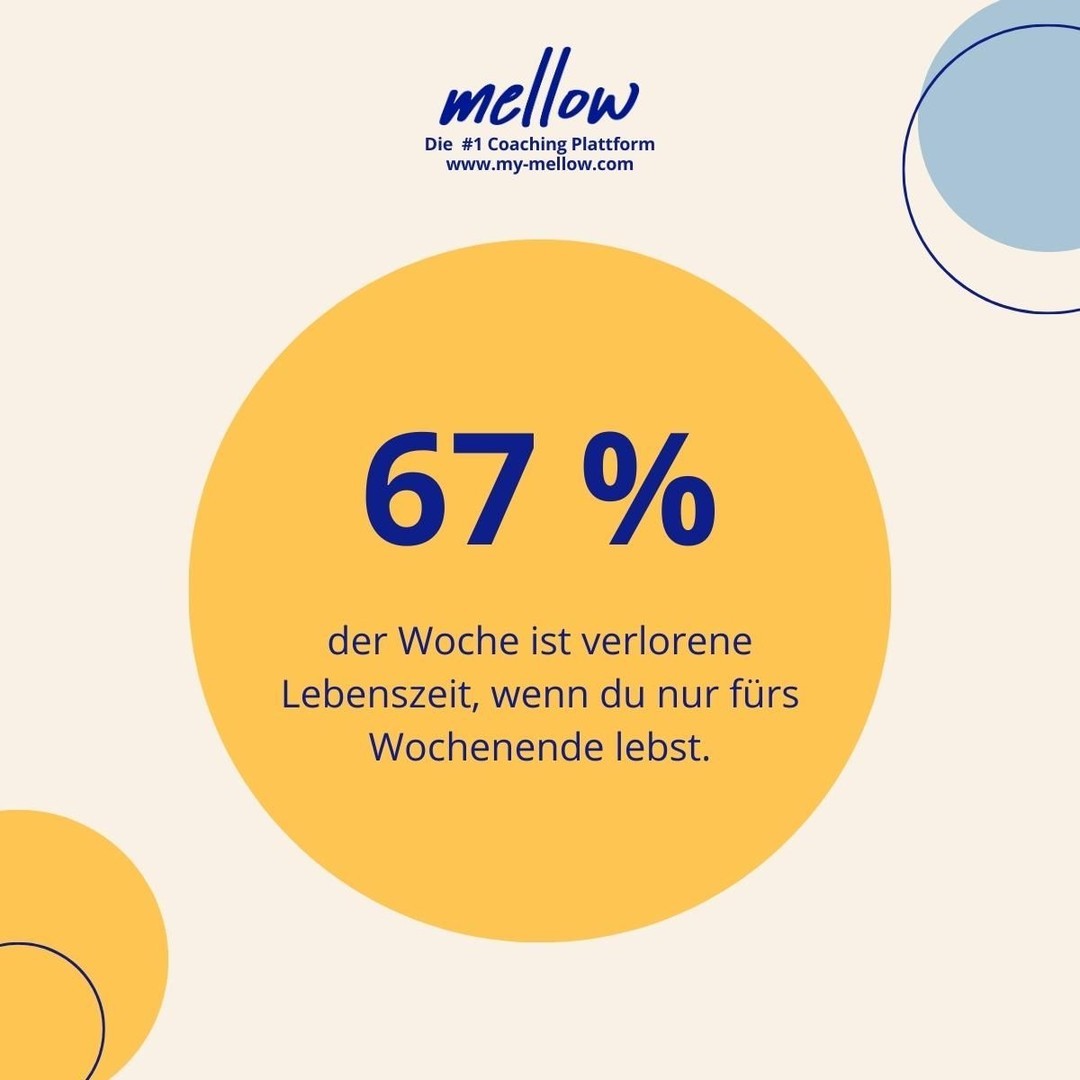 mellow
Die #1 Coaching Plattform
www.my-mellow.com
67 %
der Woche ist verlorene
Lebenszeit, wenn du nur fürs
Wochenende lebst.